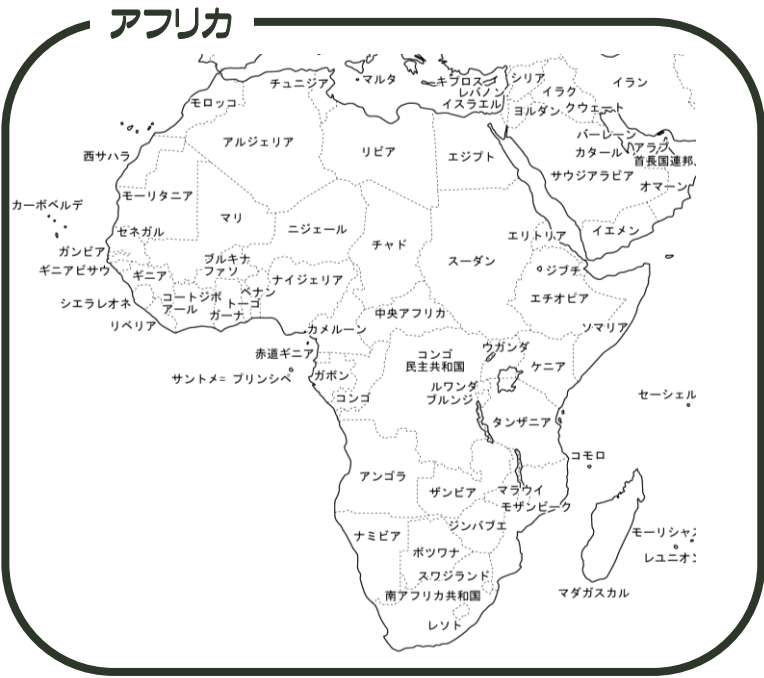 アフリカ
チュニジア
マルタ
キプロス
シリア
レバノン
イスラエル
イラク
イラン
モロッコ
ヨルダン
クウェート
アルジェリア
リビア
エジプト
バーレーン
カタール
アラブ
首長国連邦
西サハラ
サウジアラビア
オマーン
モーリタニア
カーボベルデ
マリ
ニジェール
チャド
スーダン
エリトリア
イエメン
セネガル
ガンビア
ギニアビサウ
ギニア
ブルキナ
ファソ
ナイジェリア
ジブチ
エチオピア
シエラレオネ
コートジボ
アール
ベナン
トーゴ
ガーナ
リベリア
中央アフリカ
カメルーン
ソマリア
赤道ギニア
サントメ= プリンシペ
ガボン
コンゴ
コンゴ
民主共和国
ウガンダ
ケニア
ルワンダ
ブルンジ
タンザニア
セーシェル
コモロ
アンゴラ
ザンビア
マラウイ
モザンビーク
ナミビア
ジンバブエ
ボツワナ
モーリシャス
レユニオン
スワジランド
南アフリカ共和国
マダガスカル
レソト